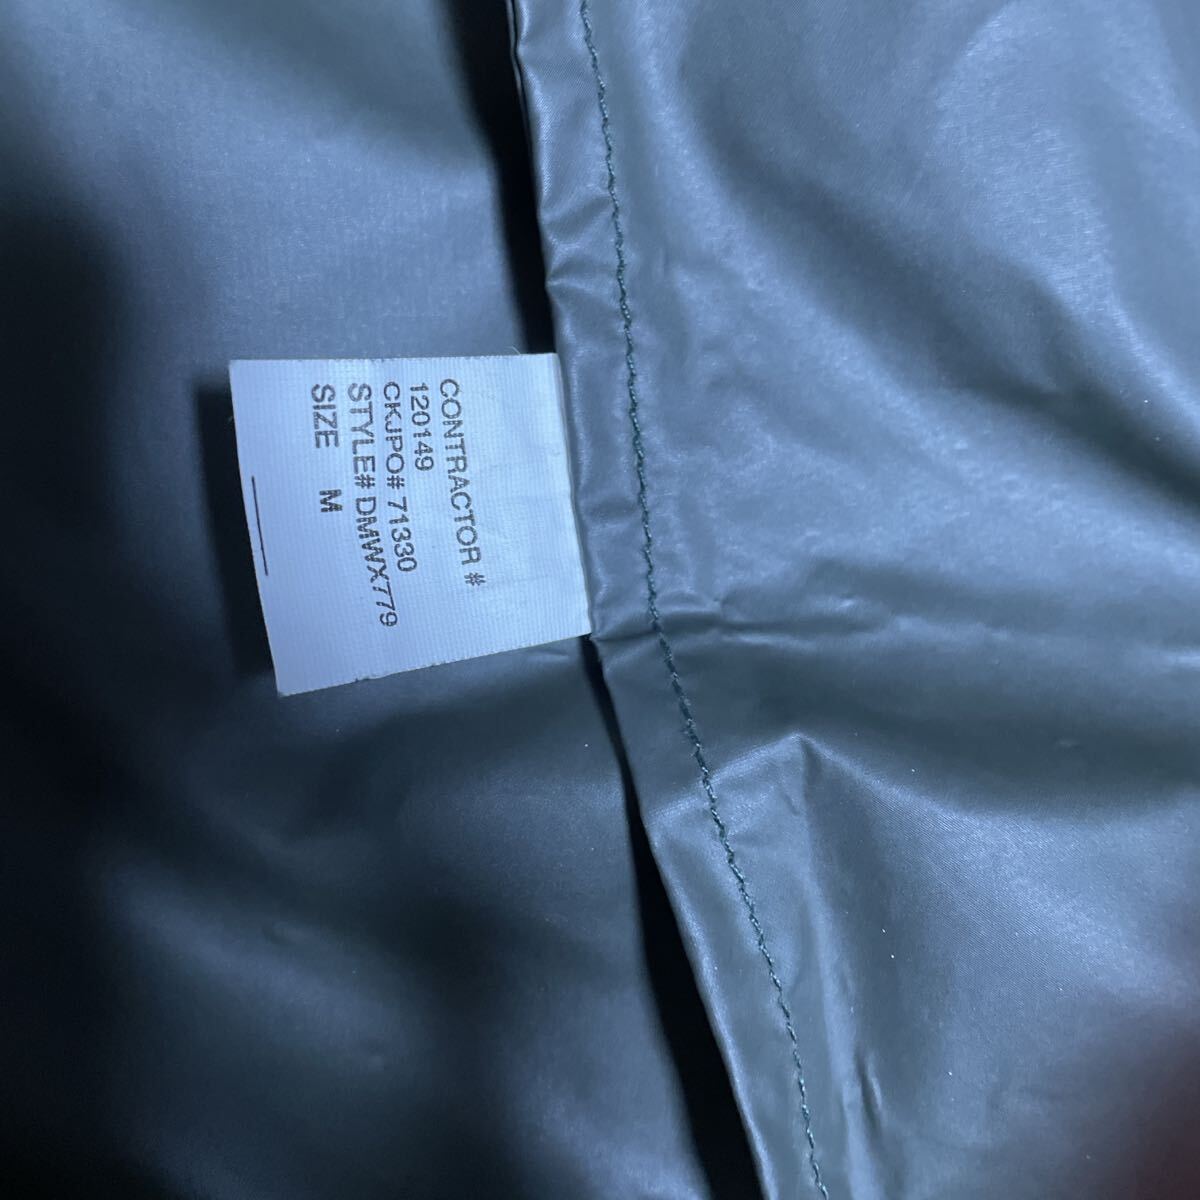 CONTRACTOR #
120149
CKJPO# 71330
STYLE# DMWX779
SIZE M